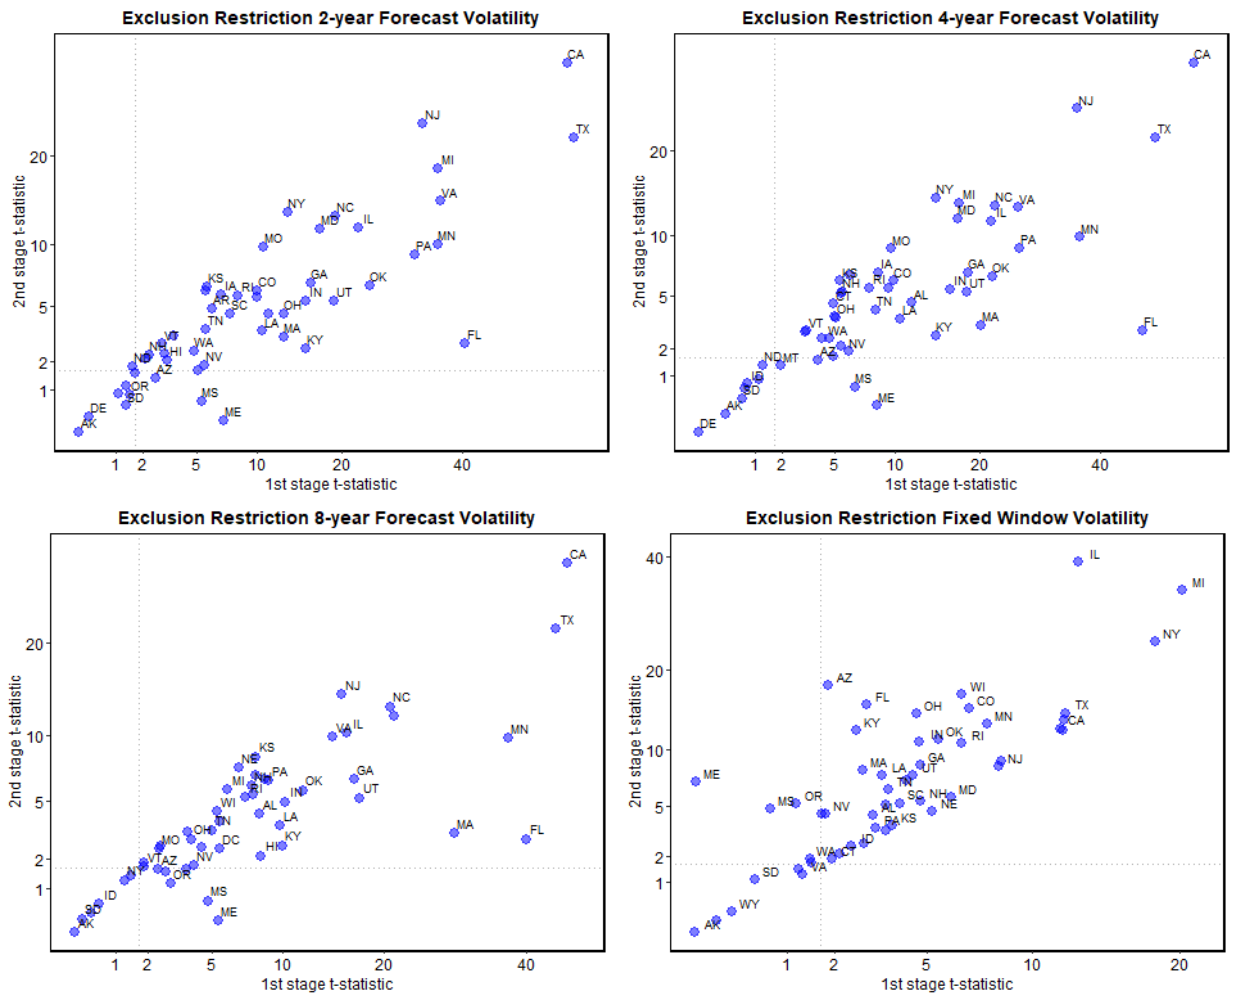 Exclusion Restriction 2-year Forecast Volatility
2nd stage t-statistic
20
10
5
2
1
CA
TX
NJ
MI
VA
MN
NY
NC
MD
IL
PA
MO
OK
GA
KS
IA
RI
CO
IN
UT
AR
SC
OH
TN
LA
MA
FL
KY
VT
NH
HI
WA
NV
AZ
OR
SD
MS
ME
DE
AK
1 2 5 10 20 40
1st stage t-statistic
Exclusion Restriction 4-year Forecast Volatility
2nd stage t-statistic
20
10
5
2
1
CA
NJ
TX
NY
MI
NC
VA
MD
IL
MN
PA
MO
IA
KS
NH
RI
CO
GA
OK
IN
UT
CT
TN
AL
OH
LA
MA
FL
KY
VT
WA
AZ
NV
ND
MT
ID
SD
MS
ME
AK
DE
1 2 5 10 20 40
1st stage t-statistic
Exclusion Restriction 8-year Forecast Volatility
2nd stage t-statistic
20
10
5
2
1
CA
TX
NJ
NC
VA
IL
MN
KS
NE
MI
NH
PA
RI
OK
IN
GA
UT
WI
AL
TN
LA
OH
MA
FL
MO
DC
KY
HI
VT
AZ
NV
NY
OR
ID
SD
MS
ME
AK
1 2 5 10 20 40
1st stage t-statistic
Exclusion Restriction Fixed Window Volatility
2nd stage t-statistic
40
20
10
5
2
1
IL
MI
NY
AZ
FL
WI
CO
OH
TX
CA
KY
MN
IN
OK
RI
MA
LA
GA
UT
NJ
ME
TN
MS
OR
NV
SC
NH
MD
NE
AL
PA
KS
ID
WA
CT
VA
SD
WY
AK
1 2 5 10 20
1st stage t-statistic